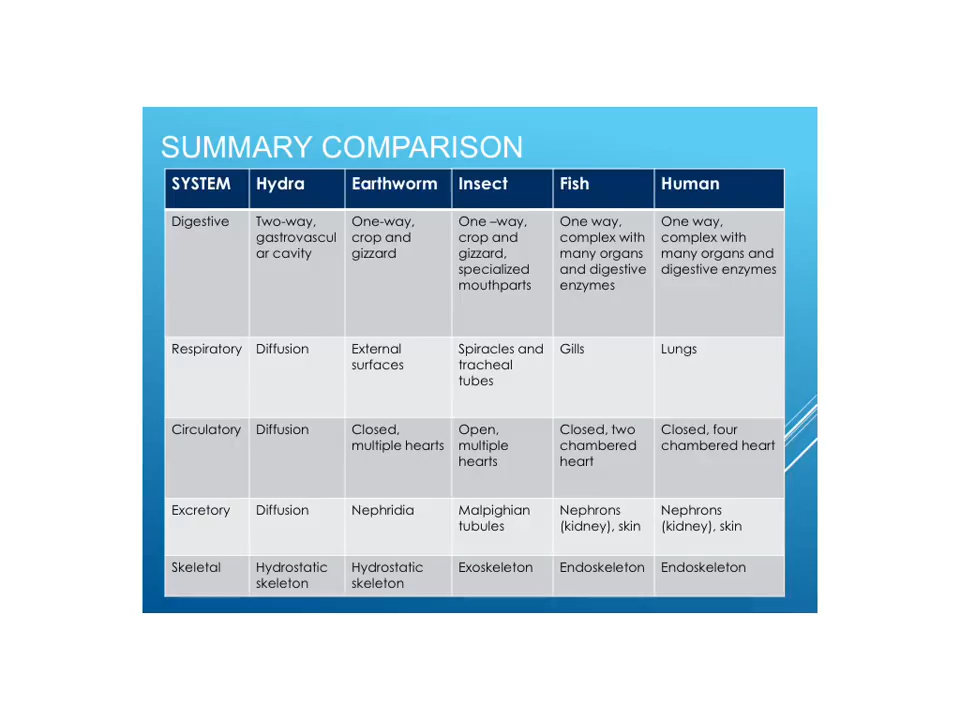 SUMMARY COMPARISON
SYSTEM Hydra Earthworm Insect Fish Human
Digestive
Two-way,
gastrovascul
ar cavity
One-way,
crop and
gizzard
One –way,
crop and
gizzard,
specialized
mouthparts
One way,
complex with
many organs
and digestive
enzymes
One way,
complex with
many organs and
digestive enzymes
Respiratory
Diffusion
External
surfaces
Spiracles and
tracheal
tubes
Gills
Lungs
Circulatory
Diffusion
Closed,
multiple hearts
Open,
multiple
hearts
Closed, two
chambered
heart
Closed, four
chambered heart
Excretory
Diffusion
Nephridia
Malpighian
tubules
Nephrons
(kidney), skin
Nephrons
(kidney), skin
Skeletal
Hydrostatic
skeleton
Hydrostatic
skeleton
Exoskeleton
Endoskeleton
Endoskeleton